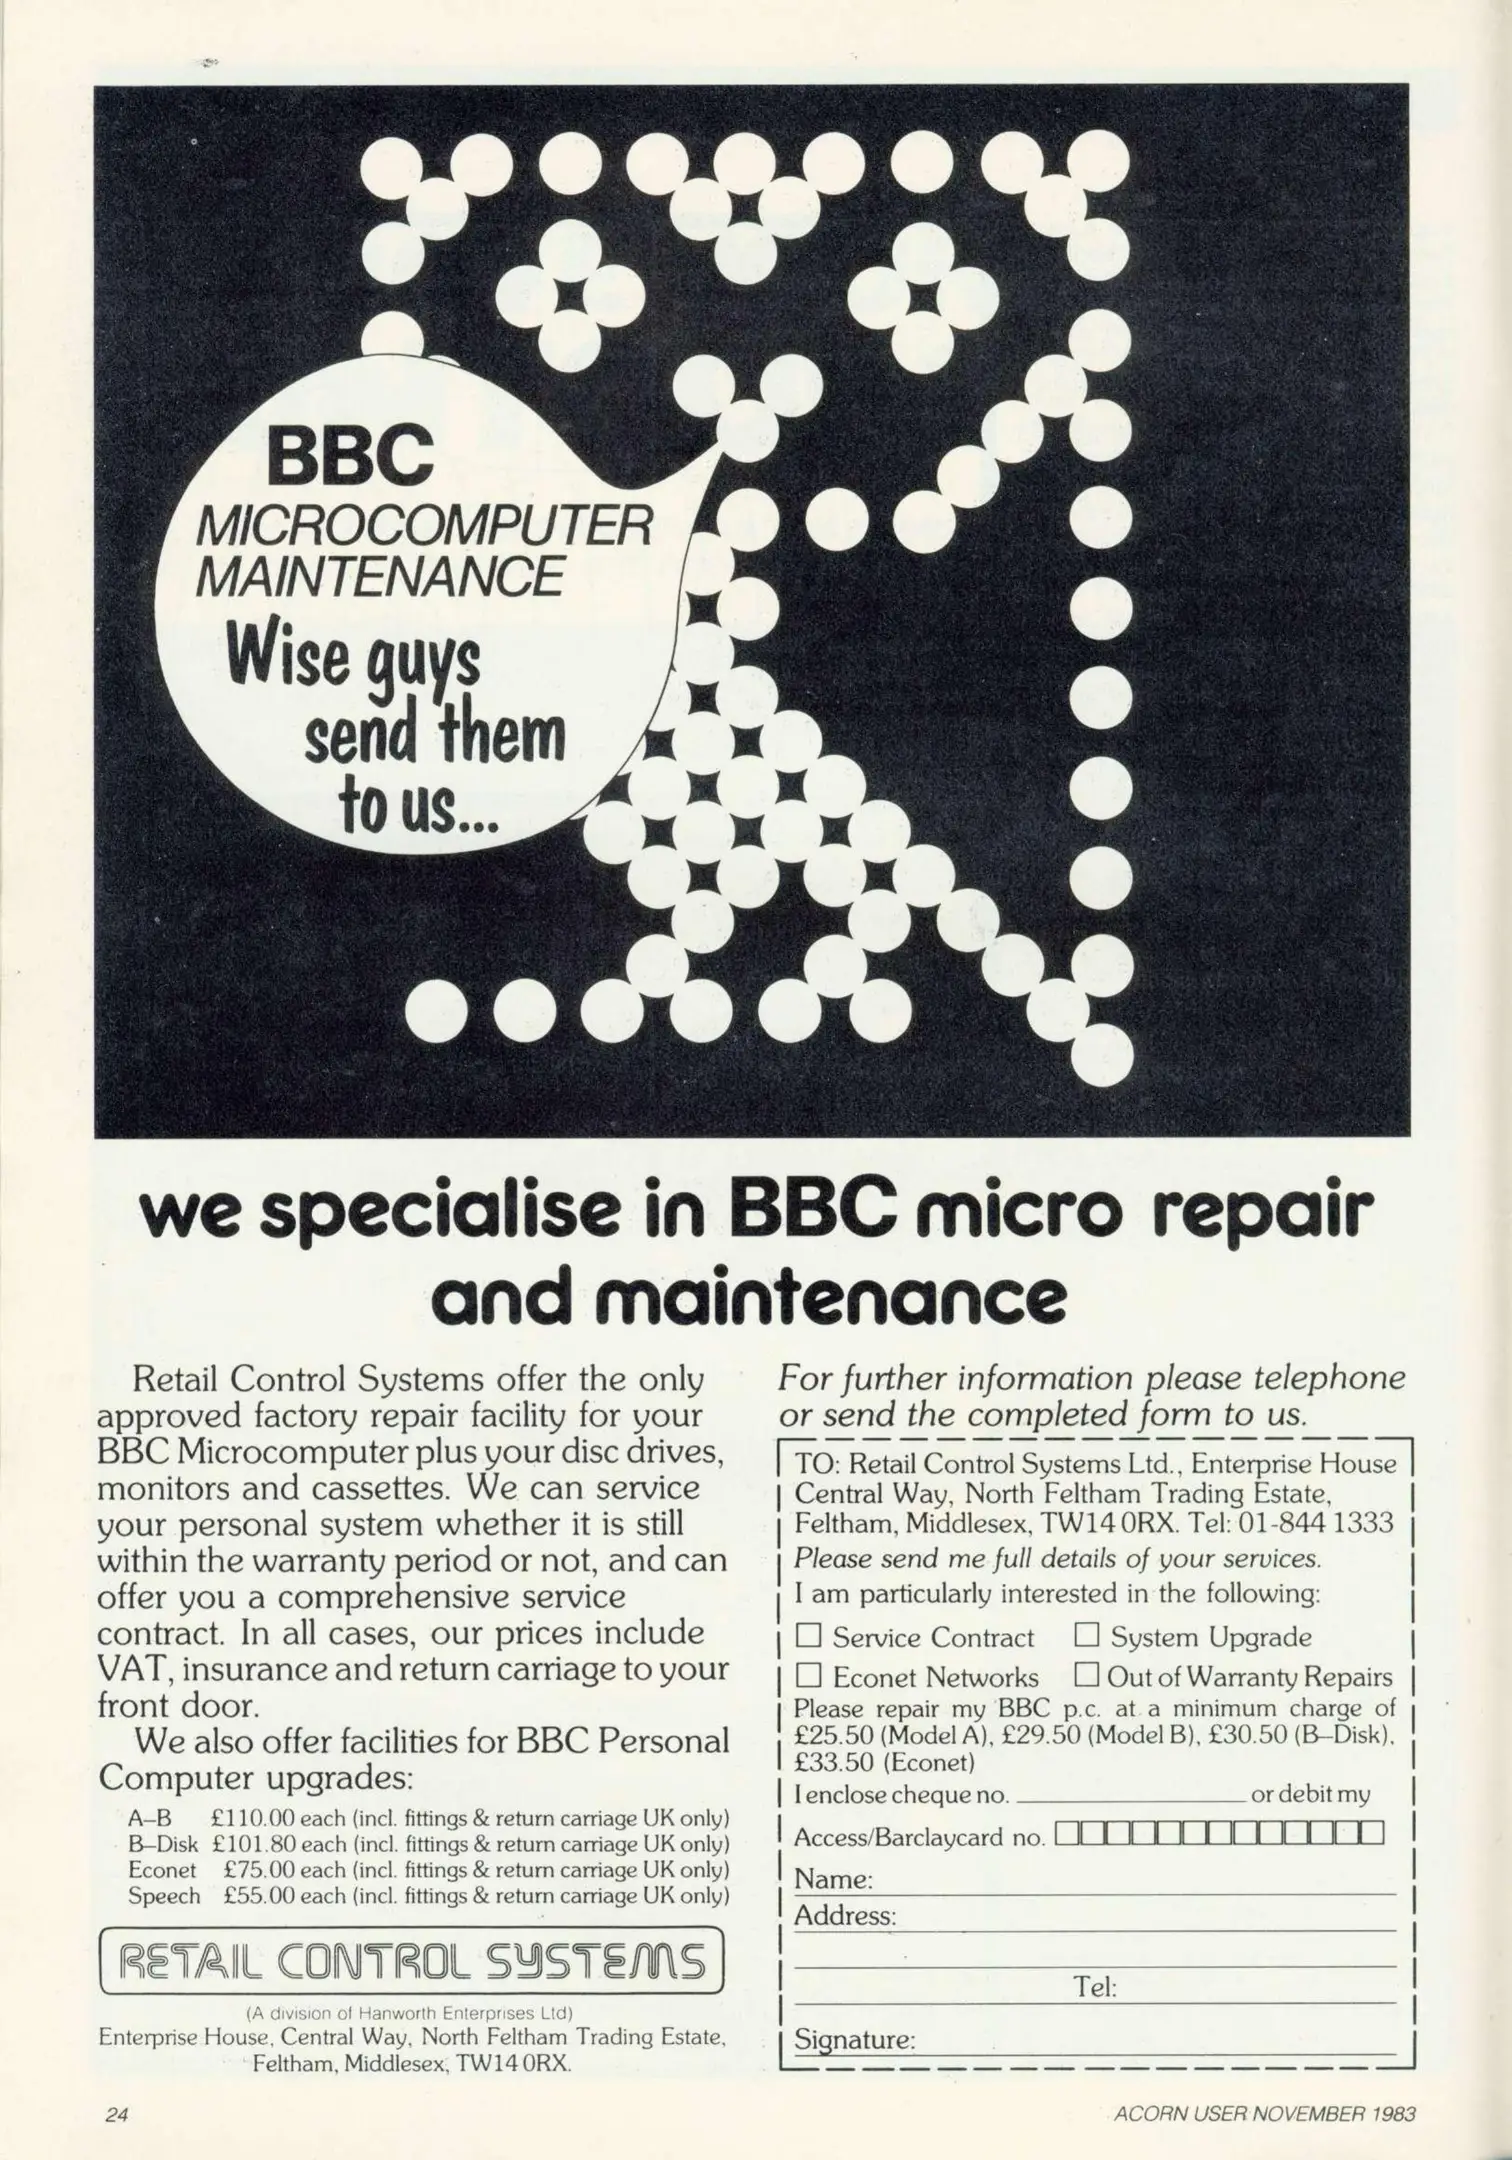 BBC
MICROCOMPUTER
MAINTENANCE
Wise guys
send them
to us...
we specialise in BBC micro repair
and maintenance
Retail Control Systems offer the only
approved factory repair facility for your
BBC Microcomputer plus your disc drives,
monitors and cassettes. We can service
your personal system whether it is still
within the warranty period or not, and can
offer you a comprehensive service
contract. In all cases, our prices include
VAT, insurance and return carriage to your
front door.
We also offer facilities for BBC Personal
Computer upgrades:
A–B £110.00 each (incl. fittings & return carriage UK only)
B–Disk £101.80 each (incl. fittings & return carriage UK only)
Econet £75.00 each (incl. fittings & return carriage UK only)
Speech £55.00 each (incl. fittings & return carriage UK only)
RETAIL CONTROL SYSTEMS
(A division of Hanworth Enterprises Ltd)
Enterprise House, Central Way, North Feltham Trading Estate,
Feltham, Middlesex, TW14 0RX.
For further information please telephone
or send the completed form to us.
TO: Retail Control Systems Ltd., Enterprise House
Central Way, North Feltham Trading Estate,
Feltham, Middlesex, TW14 0RX. Tel: 01-844 1333
Please send me full details of your services.
I am particularly interested in the following:
☐ Service Contract ☐ System Upgrade
☐ Econet Networks ☐ Out of Warranty Repairs
Please repair my BBC p.c. at a minimum charge of
£25.50 (Model A), £29.50 (Model B), £30.50 (B–Disk),
£33.50 (Econet)
I enclose cheque no. ____________ or debit my
Access/Barclaycard no.
Name:
Address:
Tel:
Signature:
24
ACORN USER NOVEMBER 1983